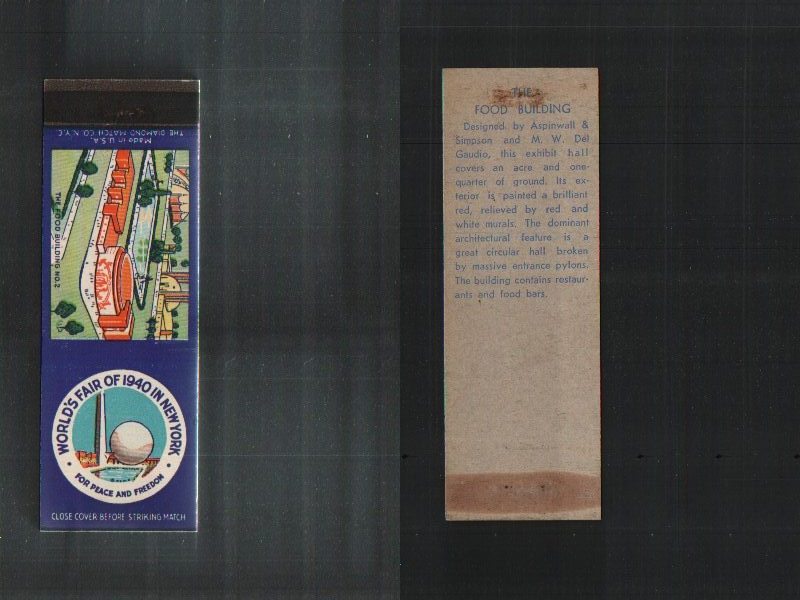 Made in U.S.A.
THE DIAMOND MATCH CO. N.Y.C.
THE FOOD BUILDING NO. 2
WORLD'S FAIR OF 1940 IN NEW YORK
• FOR PEACE AND FREEDOM •
CLOSE COVER BEFORE STRIKING MATCH
THE
FOOD BUILDING
Designed by Aspinwall &
Simpson and M. W. Del
Gaudio, this exhibit hall
covers an acre and one-
quarter of ground. Its ex-
terior is painted a brilliant
red, relieved by red and
white murals. The dominant
architectural feature is a
great circular hall broken
by massive entrance pylons.
The building contains restaur-
ants and food bars.